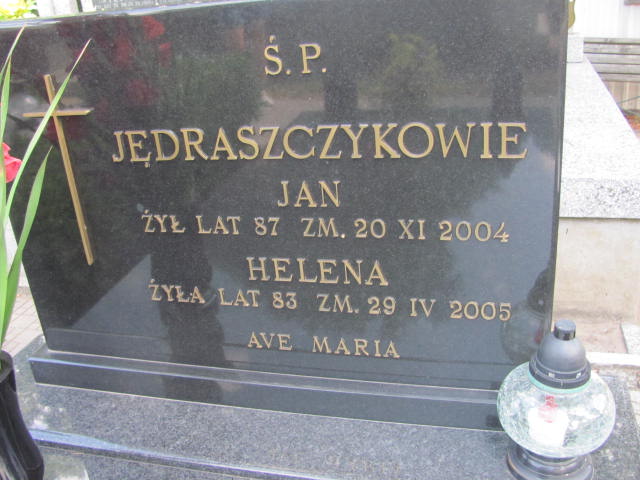 Ś.P.
JĘDRASZCZYKOWIE
JAN
ŻYŁ LAT 87 ZM. 20 XI 2004
HELENA
ŻYŁA LAT 83 ZM. 29 IV 2005
AVE MARIA